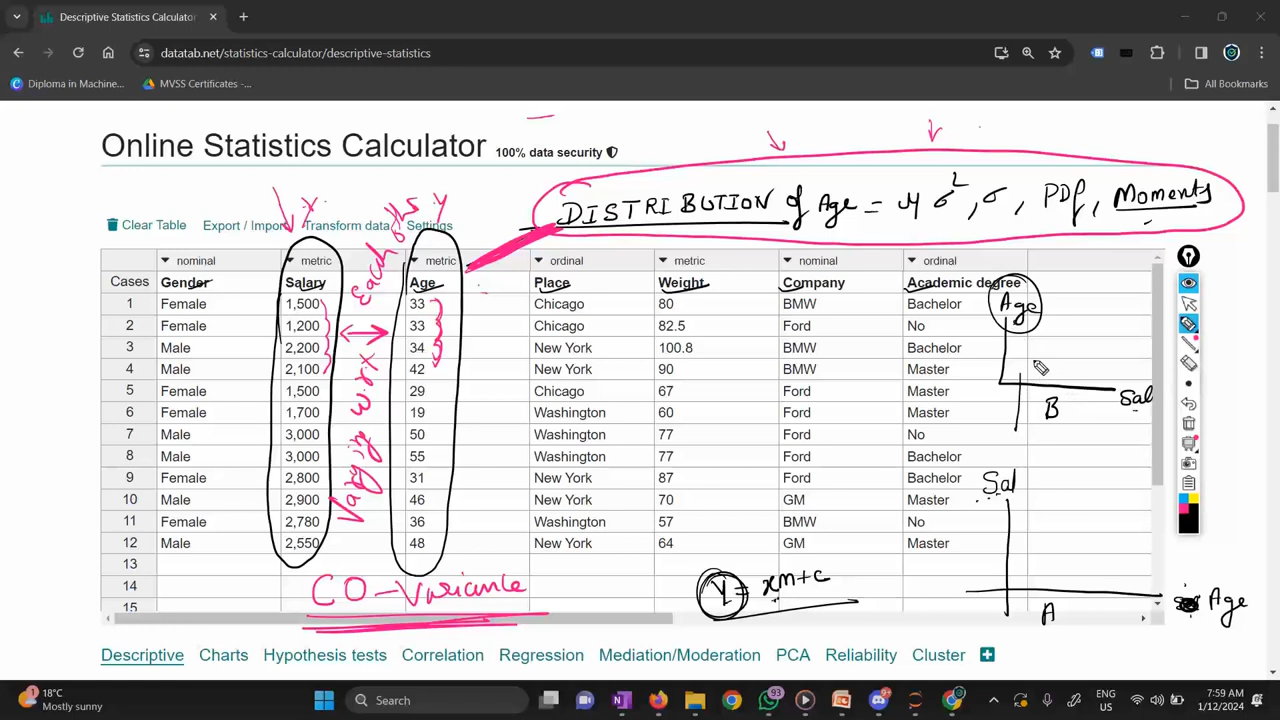 Descriptive Statistics Calculator
datatab.net/statistics-calculator/descriptive-statistics
Diploma in Machine... MVSS Certificates -... All Bookmarks
Online Statistics Calculator 100% data security
DISTRIBUTION of Age = μ σ², σ, PDf, Moments
x y
Clear Table Export / Import Transform data Settings
nominal metric metric ordinal metric nominal ordinal
Cases Gender Salary Age Place Weight Company Academic degree
1 Female 1,500 33 Chicago 80 BMW Bachelor
2 Female 1,200 33 Chicago 82.5 Ford No
3 Male 2,200 34 New York 100.8 BMW Bachelor
4 Male 2,100 42 New York 90 BMW Master
5 Female 1,500 29 Chicago 67 Ford Master
6 Female 1,700 19 Washington 60 Ford Master
7 Male 3,000 50 Washington 77 Ford No
8 Male 3,000 55 Washington 77 Ford Bachelor
9 Female 2,800 31 New York 87 Ford Bachelor
10 Male 2,900 46 New York 70 GM Master
11 Female 2,780 36 Washington 57 BMW No
12 Male 2,550 48 New York 64 GM Master
13
14
15
Varying w.r.x Each oths
Age
Sal
B
Sal
Age
A
CO-Variance
Y = xm+c
Descriptive Charts Hypothesis tests Correlation Regression Mediation/Moderation PCA Reliability Cluster
18°C
Mostly sunny
1
Search
93
ENG
US
7:59 AM
1/12/2024